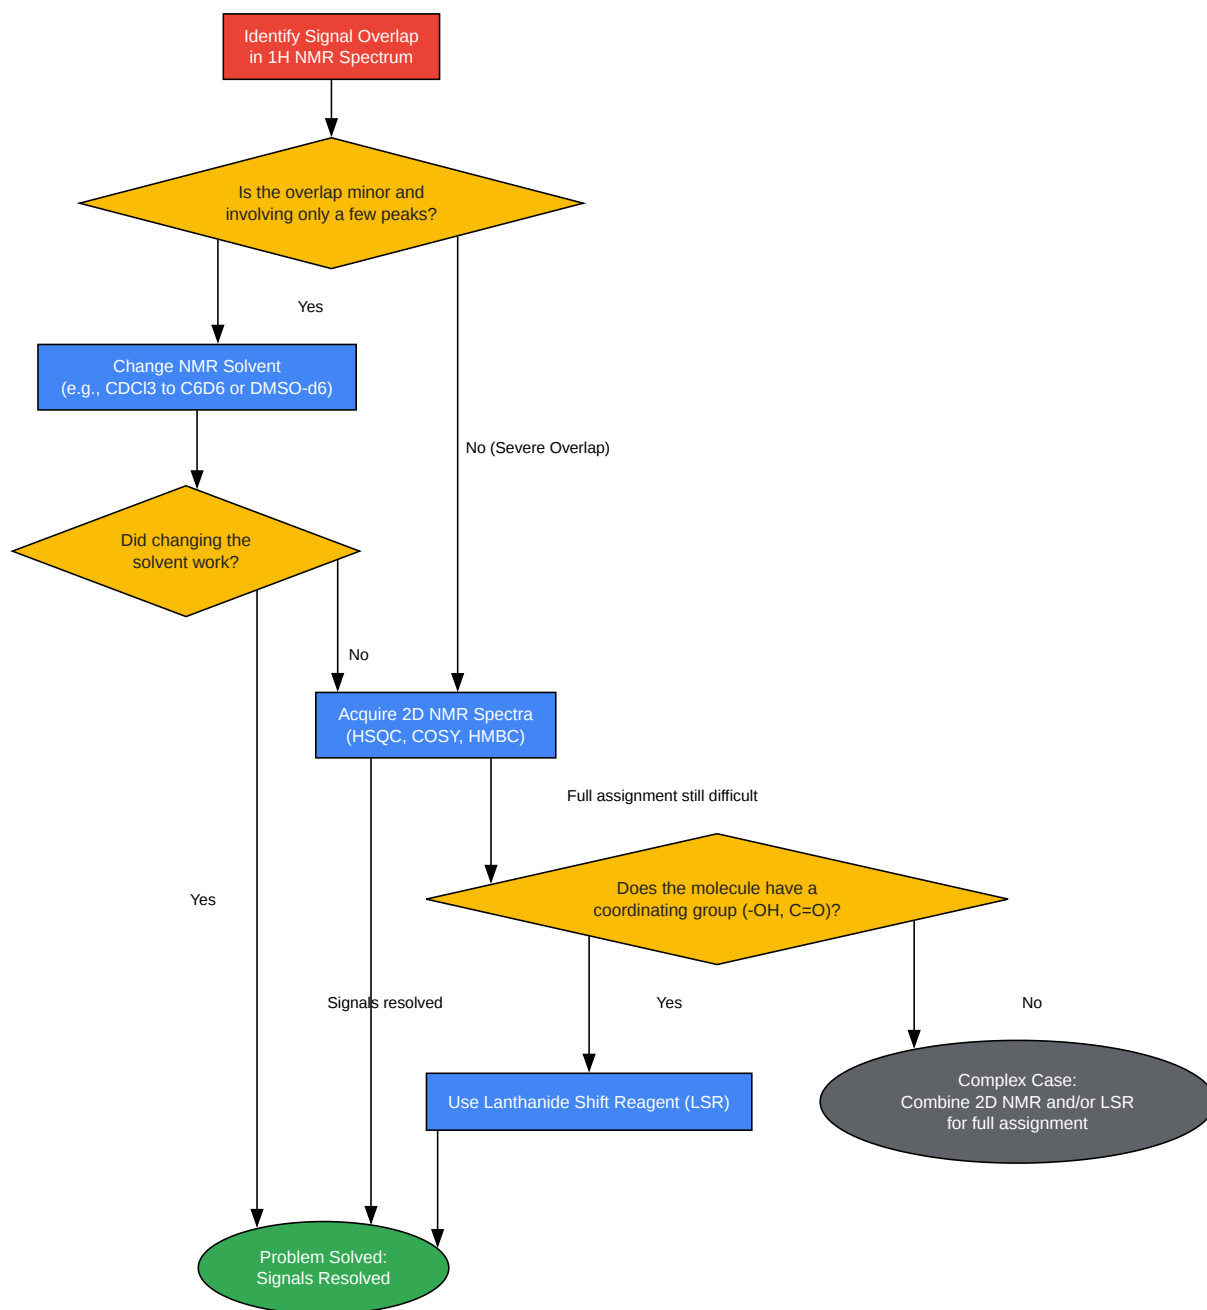 Identify Signal Overlap
in 1H NMR Spectrum
Is the overlap minor and
involving only a few peaks?
Yes
Change NMR Solvent
(e.g., CDCl3 to C6D6 or DMSO-d6)
No (Severe Overlap)
Did changing the
solvent work?
No
Acquire 2D NMR Spectra
(HSQC, COSY, HMBC)
Full assignment still difficult
Does the molecule have a
coordinating group (-OH, C=O)?
Yes
Signals resolved
Yes
No
Complex Case:
Combine 2D NMR and/or LSR
for full assignment
Use Lanthanide Shift Reagent (LSR)
Problem Solved:
Signals Resolved